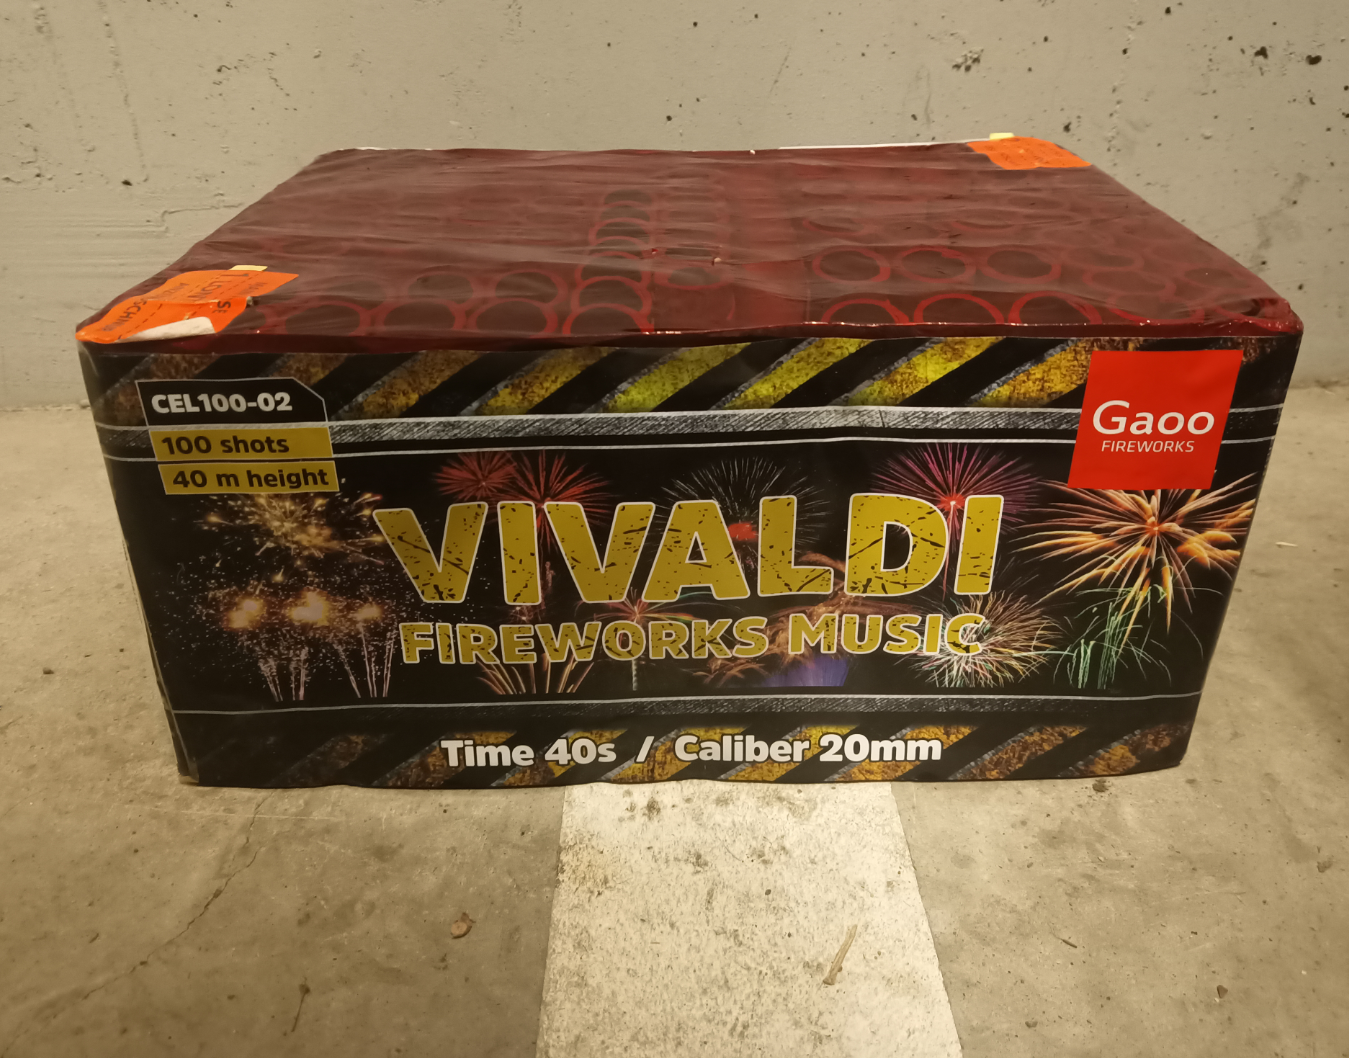 CEL100-02
100 shots
40 m height
Gaoo
FIREWORKS
VIVALDI
FIREWORKS MUSIC
Time 40s / Caliber 20mm